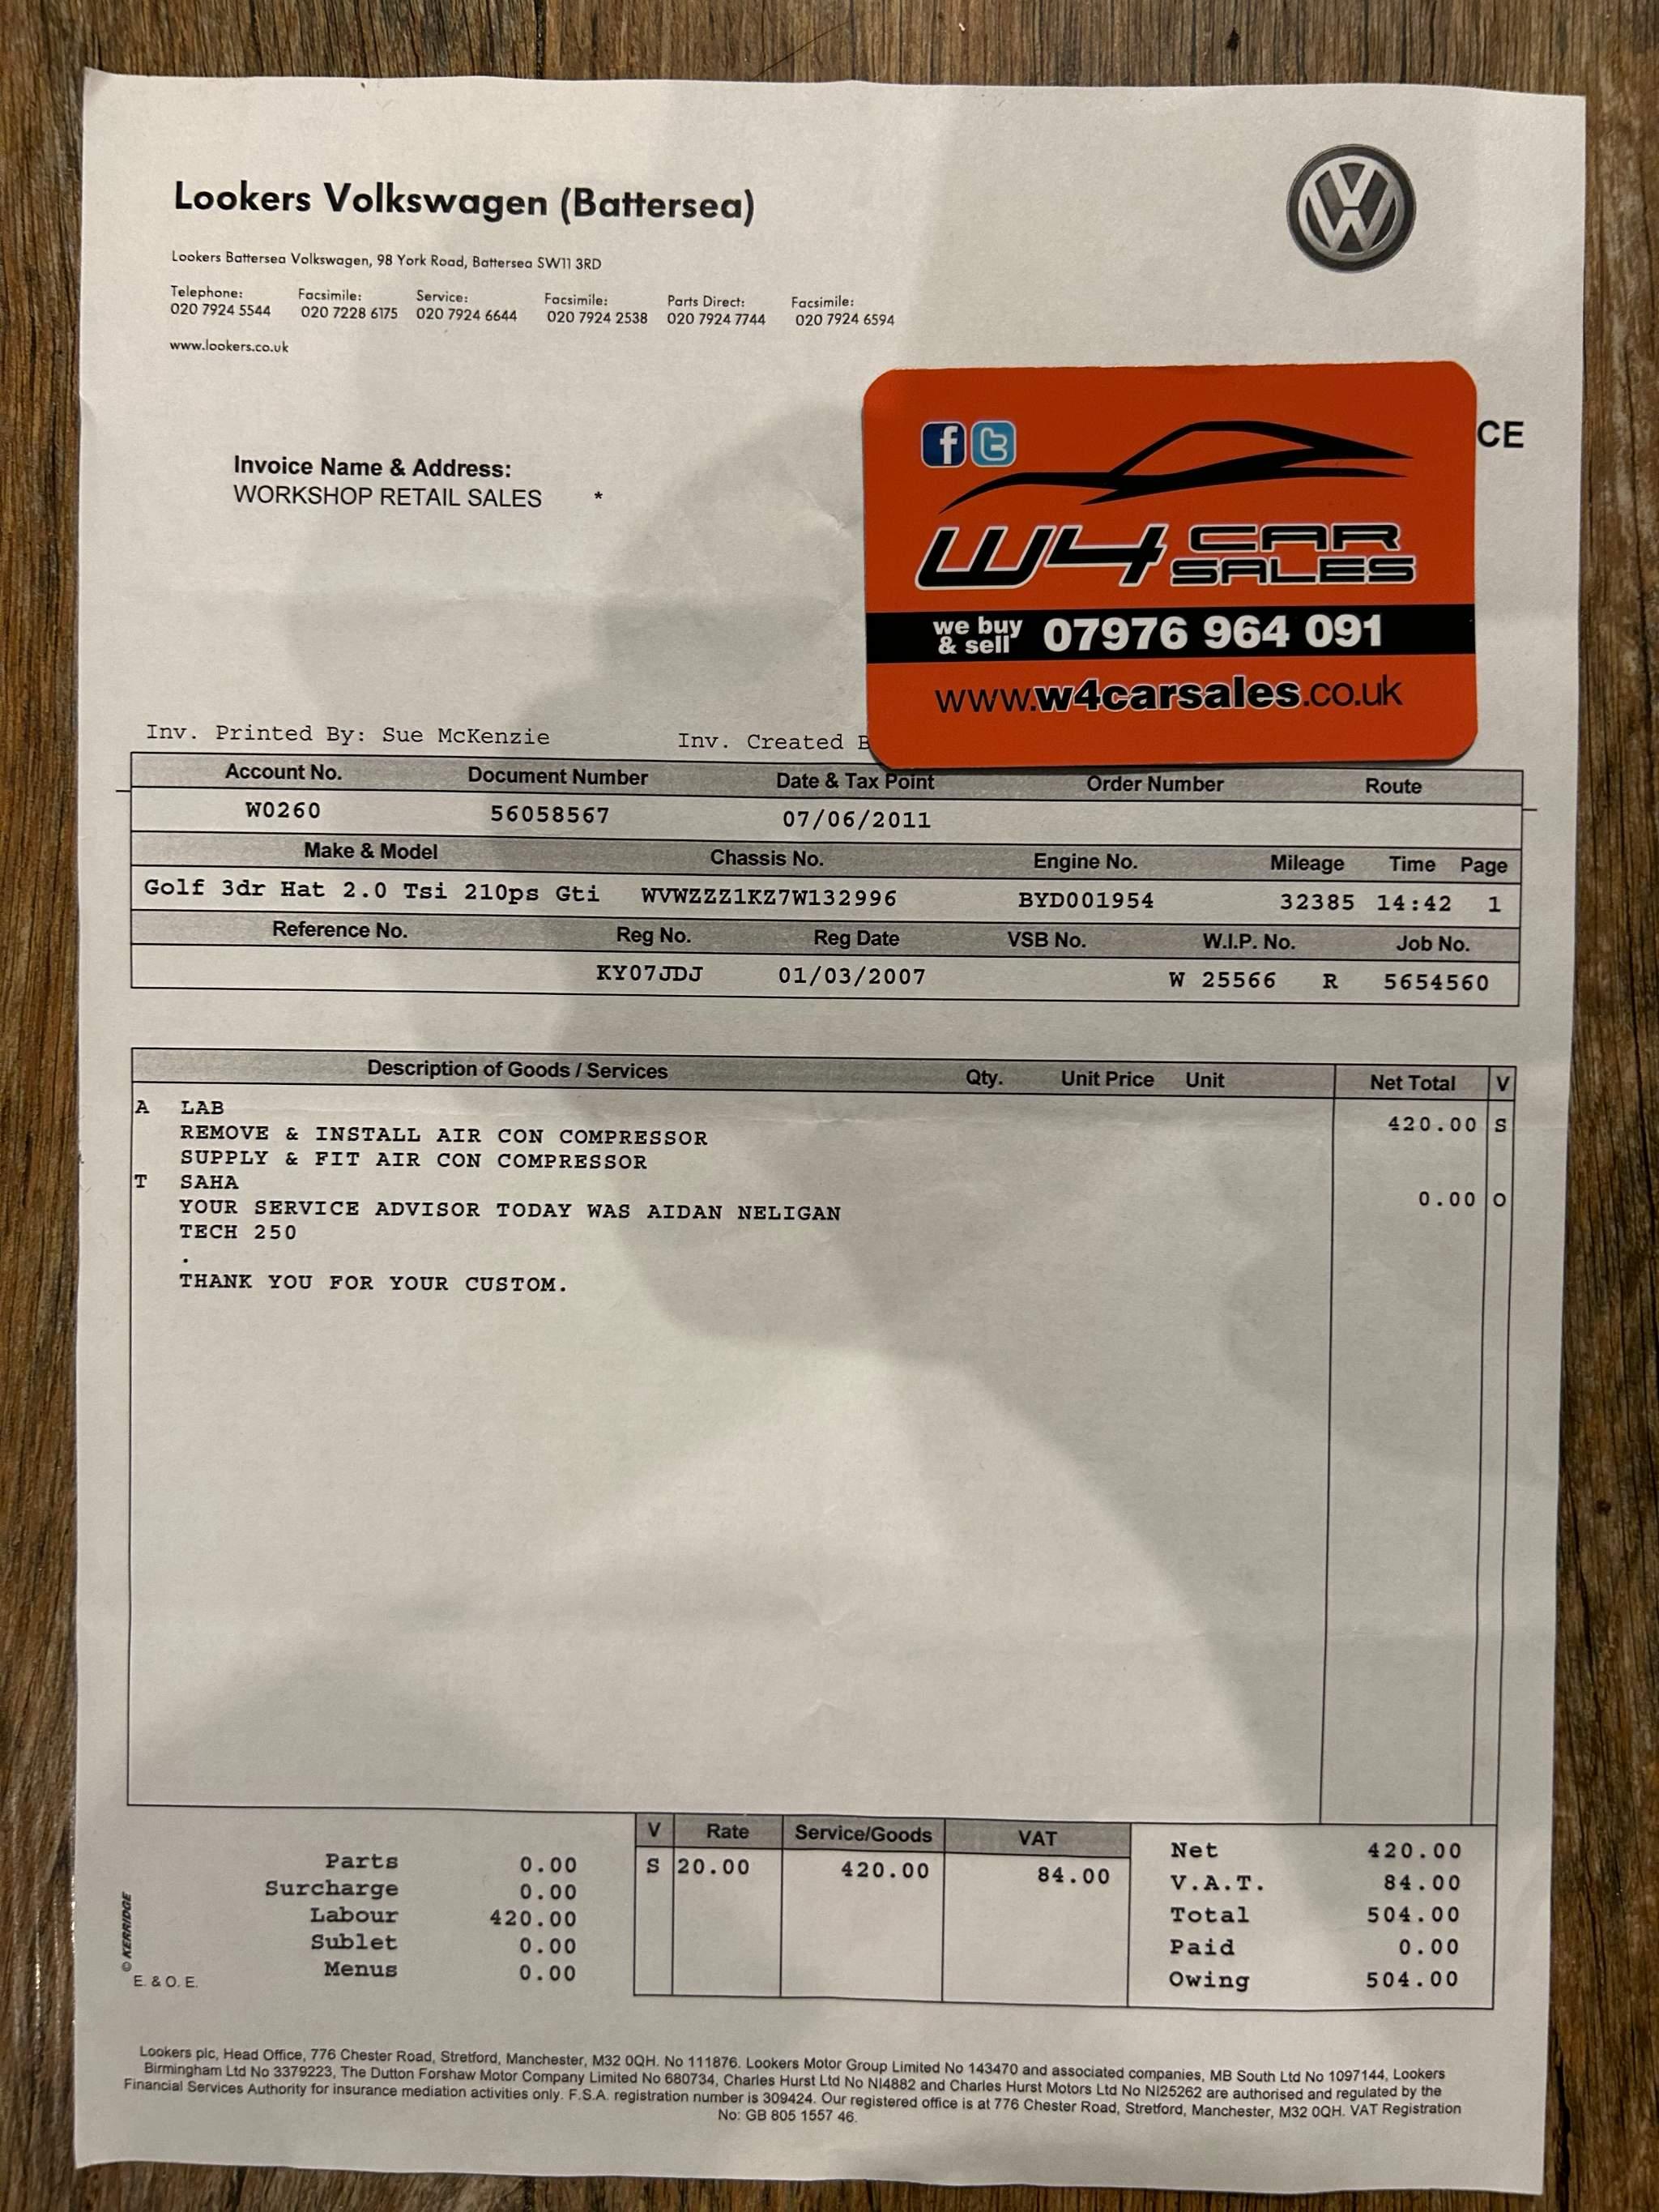 Lookers Volkswagen (Battersea)
Lookers Battersea Volkswagen, 98 York Road, Battersea SW11 3RD
Telephone: Facsimile: Service: Facsimile: Parts Direct: Facsimile:
020 7924 5544 020 7228 6175 020 7924 6644 020 7924 2538 020 7924 7744 020 7924 6594
www.lookers.co.uk
CE
Invoice Name & Address:
WORKSHOP RETAIL SALES *
f t
W4 CAR SALES
we buy & sell 07976 964 091
www.w4carsales.co.uk
Inv. Printed By: Sue McKenzie Inv. Created B
Account No. Document Number Date & Tax Point Order Number Route
W0260 56058567 07/06/2011
Make & Model Chassis No. Engine No. Mileage Time Page
Golf 3dr Hat 2.0 Tsi 210ps Gti WVWZZZ1KZ7W132996 BYD001954 32385 14:42 1
Reference No. Reg No. Reg Date VSB No. W.I.P. No. Job No.
KY07JDJ 01/03/2007 W 25566 R 5654560
Description of Goods / Services Qty. Unit Price Unit Net Total V
A LAB 420.00 S
REMOVE & INSTALL AIR CON COMPRESSOR
SUPPLY & FIT AIR CON COMPRESSOR
T SAHA 0.00 O
YOUR SERVICE ADVISOR TODAY WAS AIDAN NELIGAN
TECH 250
.
THANK YOU FOR YOUR CUSTOM.
Parts 0.00
Surcharge 0.00
Labour 420.00
Sublet 0.00
Menus 0.00
V Rate Service/Goods VAT
S 20.00 420.00 84.00
Net 420.00
V.A.T. 84.00
Total 504.00
Paid 0.00
Owing 504.00
© KERRIDGE
E. & O. E.
Lookers plc, Head Office, 776 Chester Road, Stretford, Manchester, M32 0QH. No 111876. Lookers Motor Group Limited No 143470 and associated companies, MB South Ltd No 1097144, Lookers
Birmingham Ltd No 3379223, The Dutton Forshaw Motor Company Limited No 680734, Charles Hurst Ltd No NI4882 and Charles Hurst Motors Ltd No NI25262 are authorised and regulated by the
Financial Services Authority for insurance mediation activities only. F.S.A. registration number is 309424. Our registered office is at 776 Chester Road, Stretford, Manchester, M32 0QH. VAT Registration
No: GB 805 1557 46.